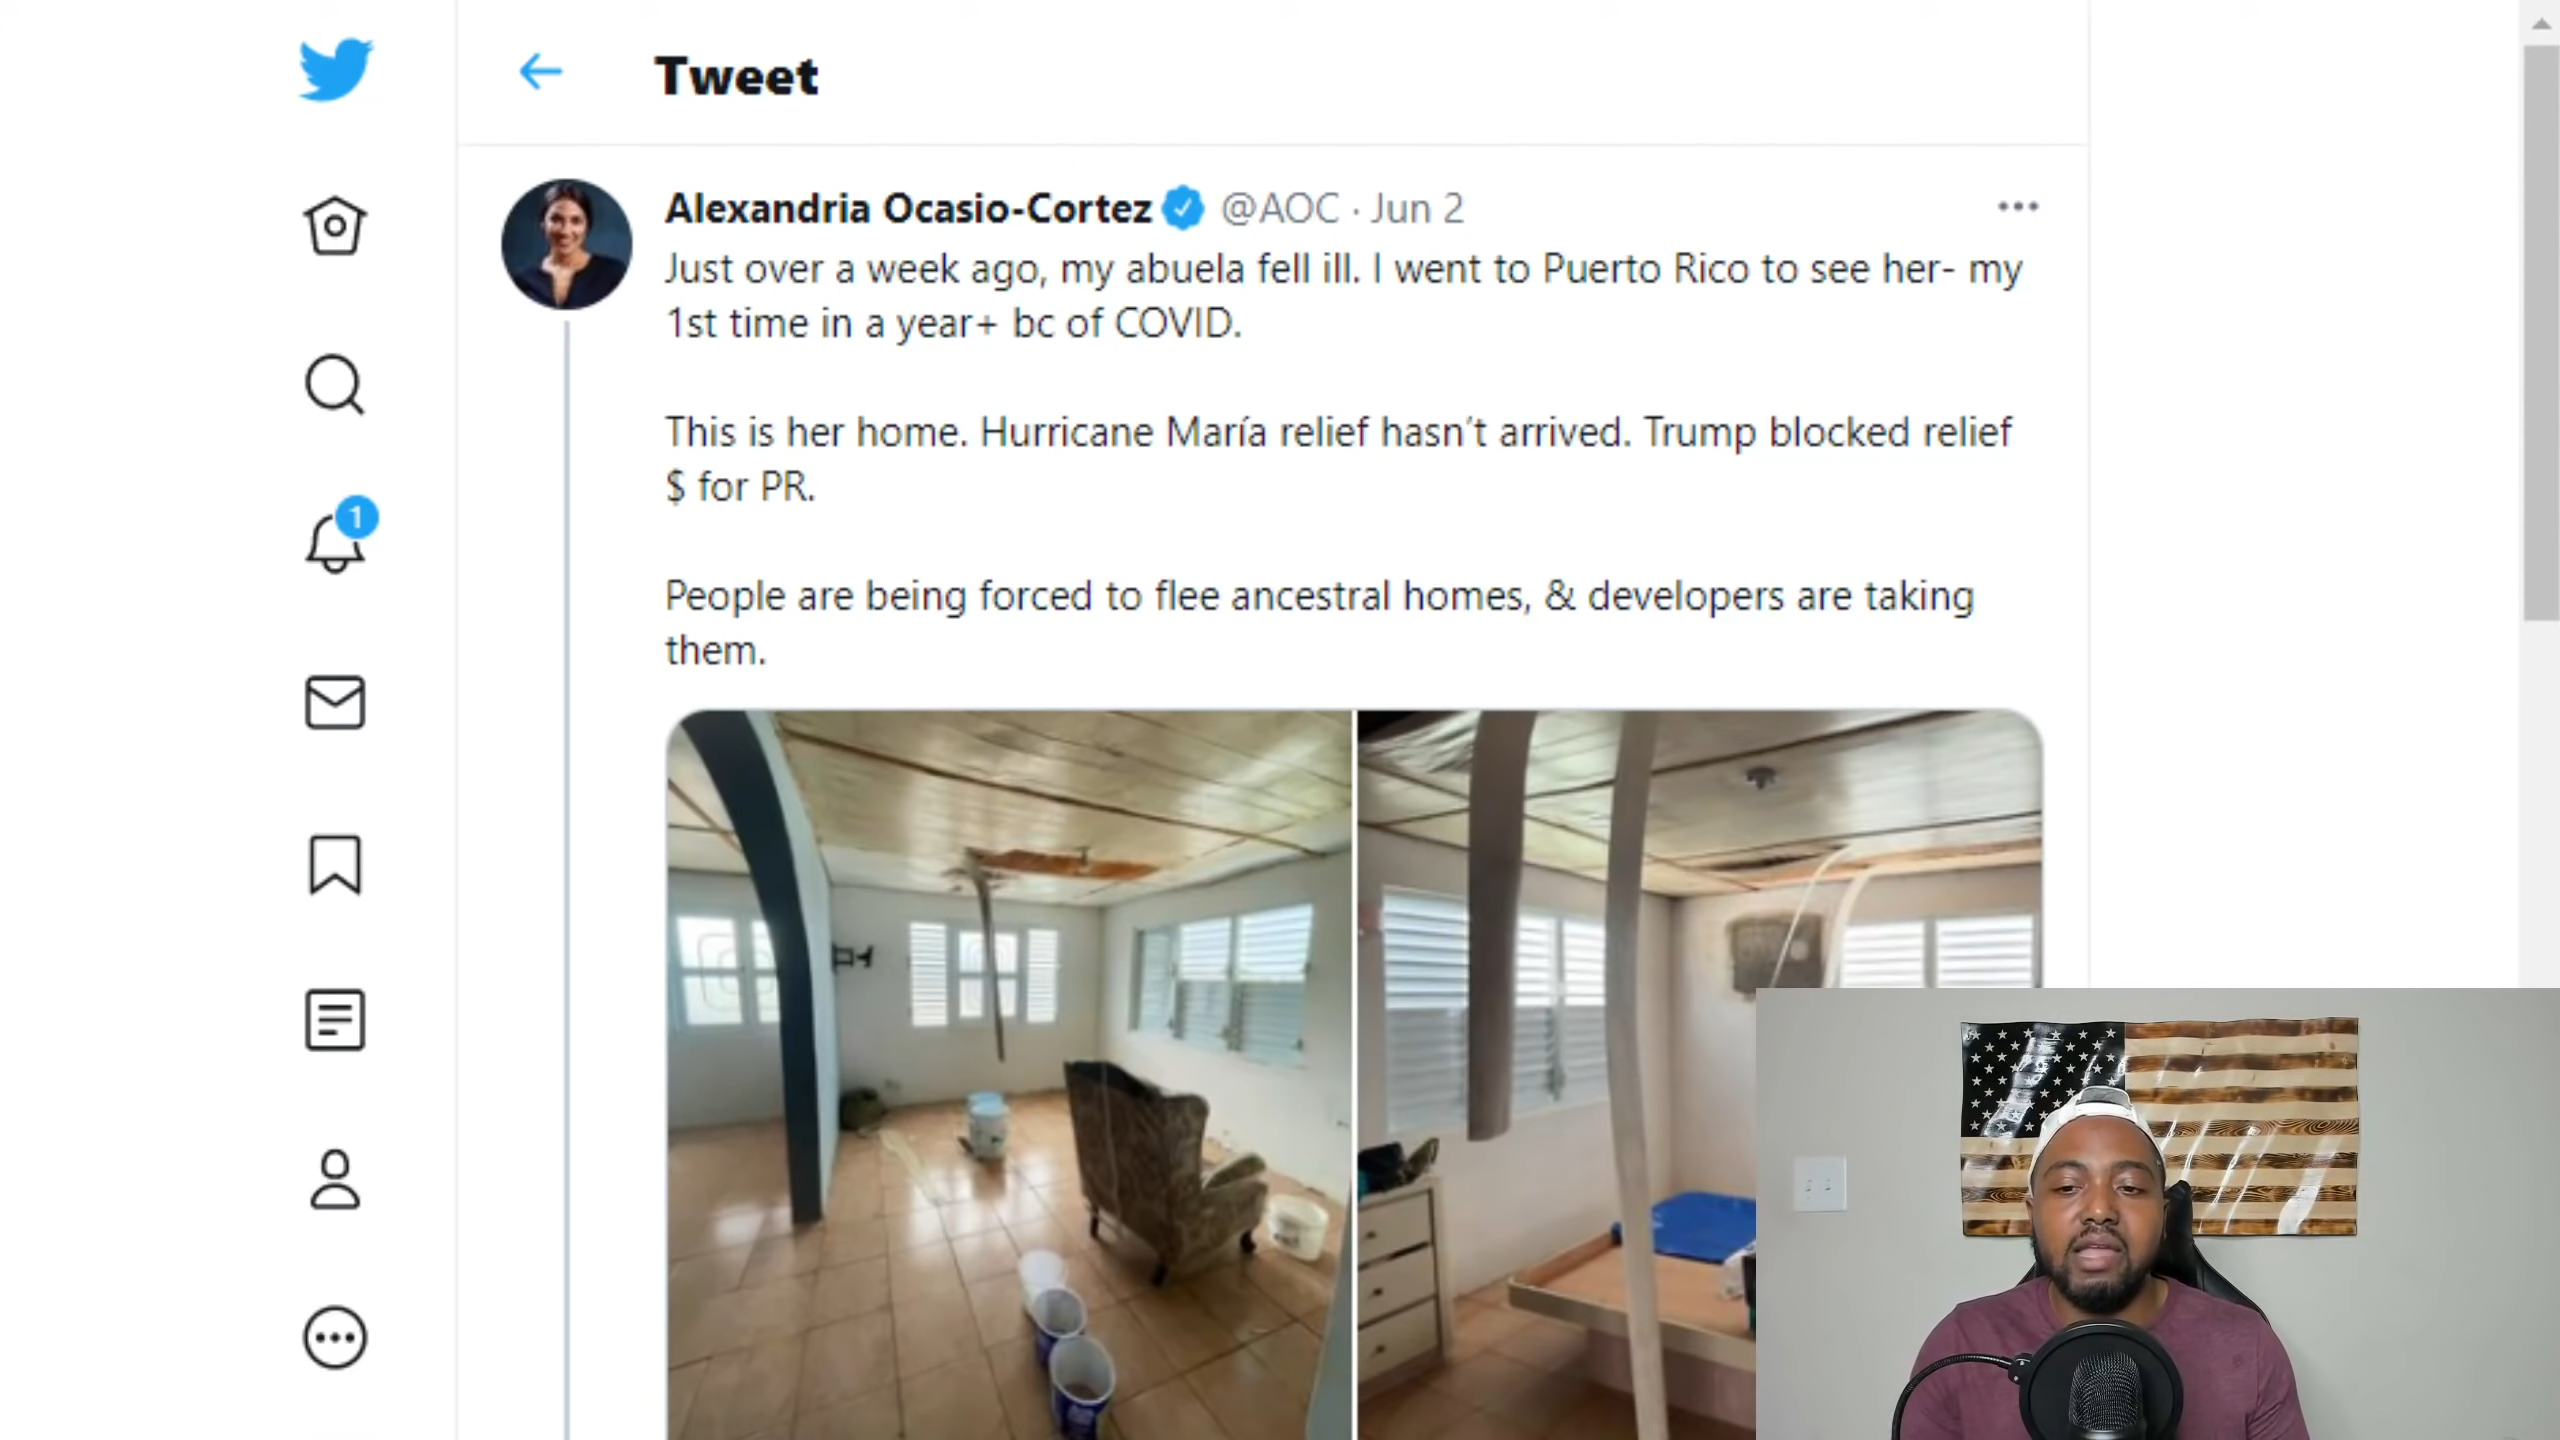 Tweet
Alexandria Ocasio-Cortez @AOC · Jun 2
Just over a week ago, my abuela fell ill. I went to Puerto Rico to see her- my
1st time in a year+ bc of COVID.
This is her home. Hurricane María relief hasn't arrived. Trump blocked relief
$ for PR.
People are being forced to flee ancestral homes, & developers are taking
them.
1